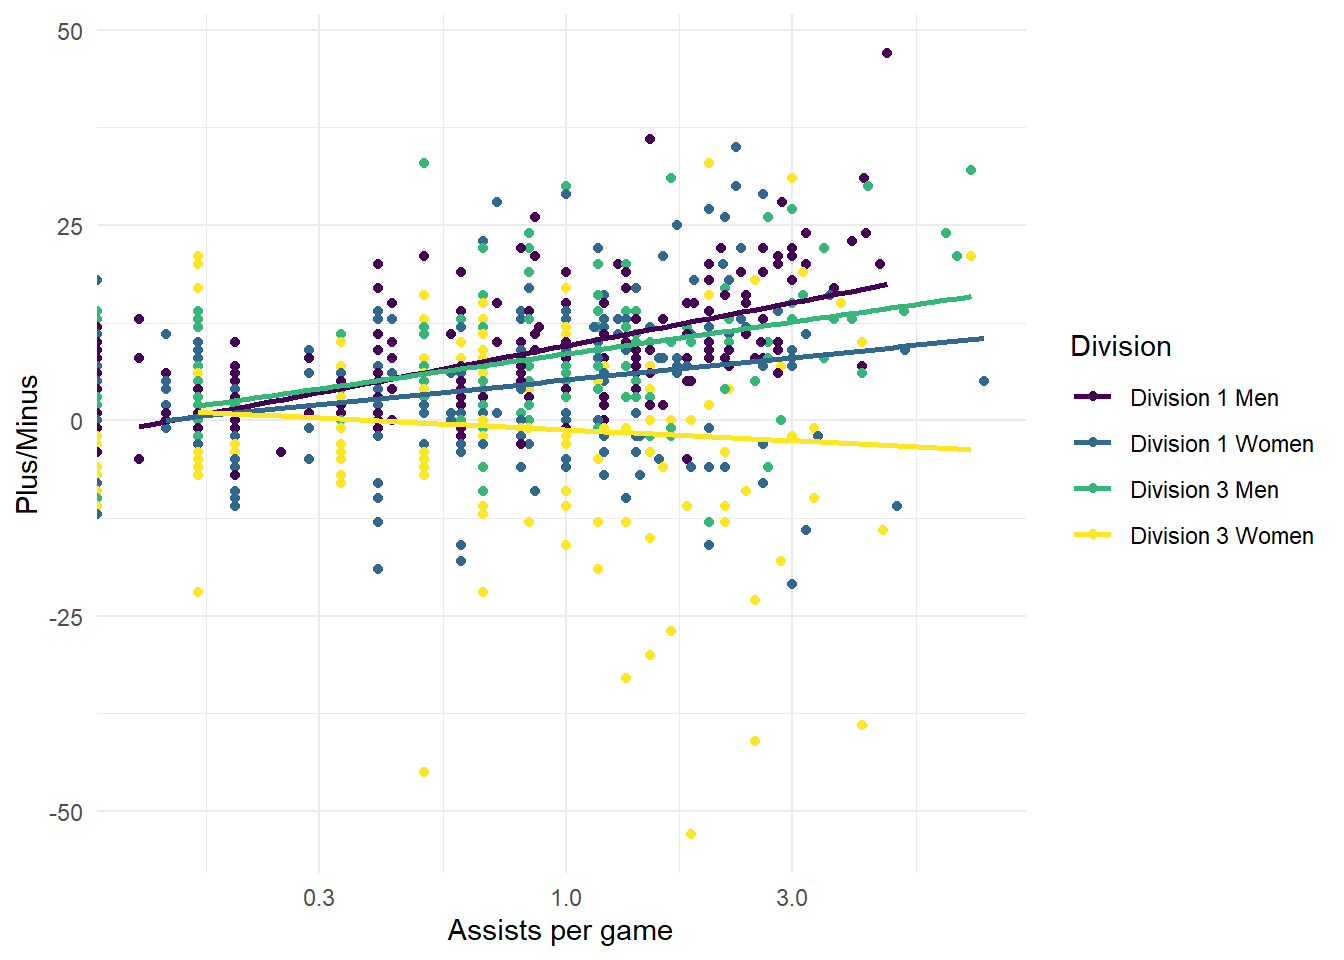 50
25
0
-25
-50
Plus/Minus
0.3
1.0
3.0
Assists per game
Division
Division 1 Men
Division 1 Women
Division 3 Men
Division 3 Women